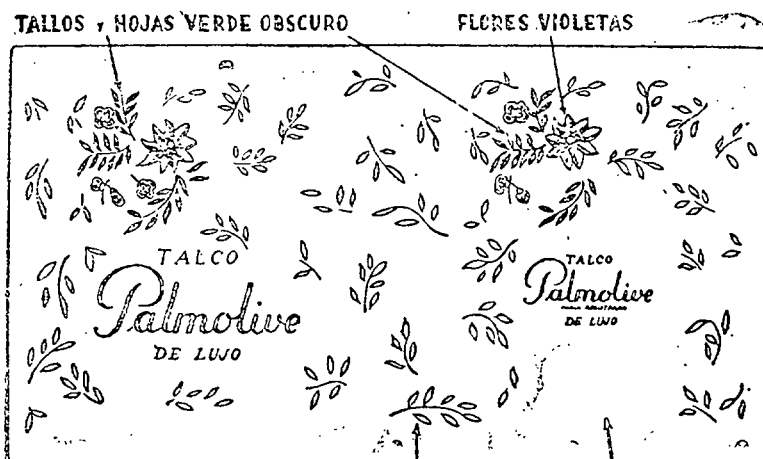 TALLOS y HOJAS VERDE OBSCURO
FLORES VIOLETAS
TALCO
Palmolive
DE LUJO
TALCO
Palmolive
DE LUJO